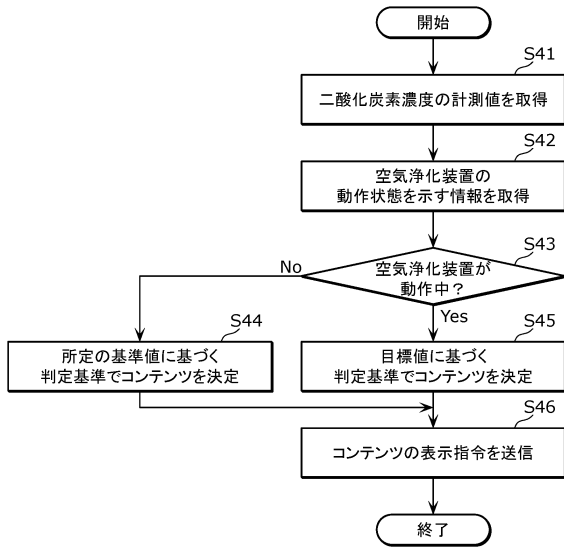 開始
S41
二酸化炭素濃度の計測値を取得
S42
空気浄化装置の
動作状態を示す情報を取得
S43
空気浄化装置が
動作中？
No
Yes
S44
所定の基準値に基づく
判定基準でコンテンツを決定
S45
目標値に基づく
判定基準でコンテンツを決定
S46
コンテンツの表示指令を送信
終了